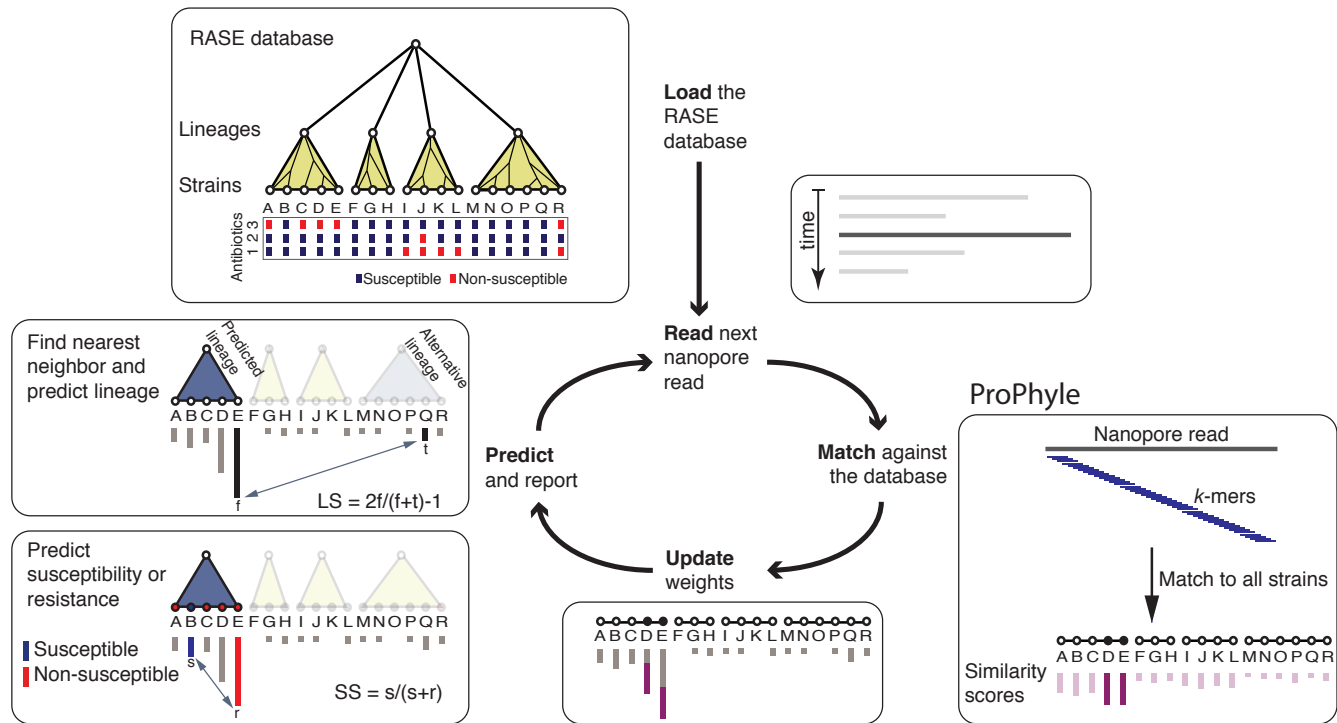 RASE database
Lineages
Strains
A B C D E F G H I J K L M N O P Q R
Antibiotics
3
2
1
Susceptible Non-susceptible
Load the
RASE
database
time
Read next
nanopore
read
Match against
the database
Update
weights
Predict
and report
Find nearest
neighbor and
predict lineage
Predicted
lineage
Alternative
lineage
A B C D E F G H I J K L M N O P Q R
t
f
LS = 2f/(f+t)-1
Predict
susceptibility or
resistance
A B C D E F G H I J K L M N O P Q R
Susceptible
Non-susceptible
s
r
SS = s/(s+r)
A B C D E F G H I J K L M N O P Q R
ProPhyle
Nanopore read
k-mers
Match to all strains
A B C D E F G H I J K L M N O P Q R
Similarity
scores